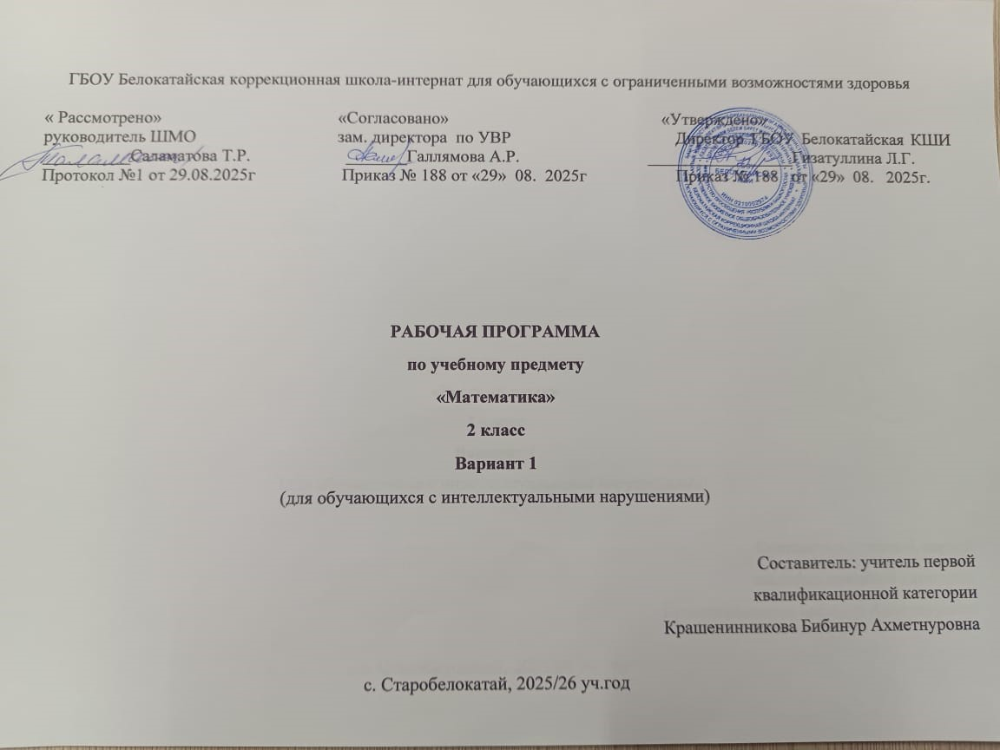 ГБОУ Белокатайская коррекционная школа-интернат для обучающихся с ограниченными возможностями здоровья
« Рассмотрено»
руководитель ШМО
Саламатова Т.Р.
Протокол №1 от 29.08.2025г
«Согласовано»
зам. директора по УВР
Галлямова А.Р.
Приказ № 188 от «29» 08. 2025г
«Утверждено»
Директор ГБОУ Белокатайская КШИ
Гизатуллина Л.Г.
Приказ № 188 от «29» 08. 2025г.
РАБОЧАЯ ПРОГРАММА
по учебному предмету
«Математика»
2 класс
Вариант 1
(для обучающихся с интеллектуальными нарушениями)
Составитель: учитель первой
квалификационной категории
Крашенинникова Бибинур Ахметнуровна
с. Старобелокатай, 2025/26 уч.год